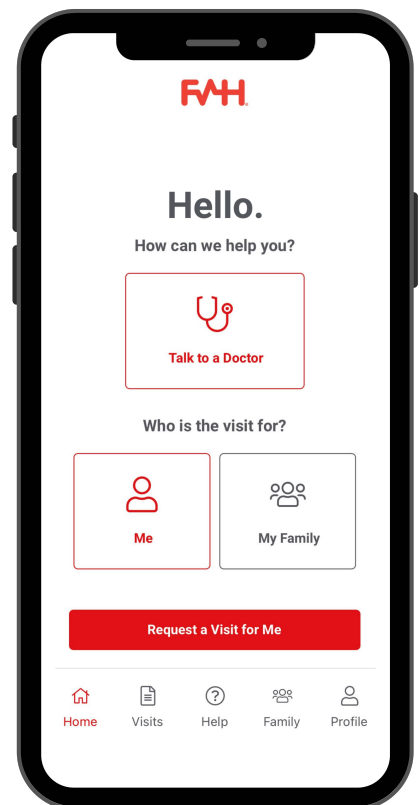 FAH
Hello.
How can we help you?
Talk to a Doctor
Who is the visit for?
Me
My Family
Request a Visit for Me
Home
Visits
Help
Family
Profile